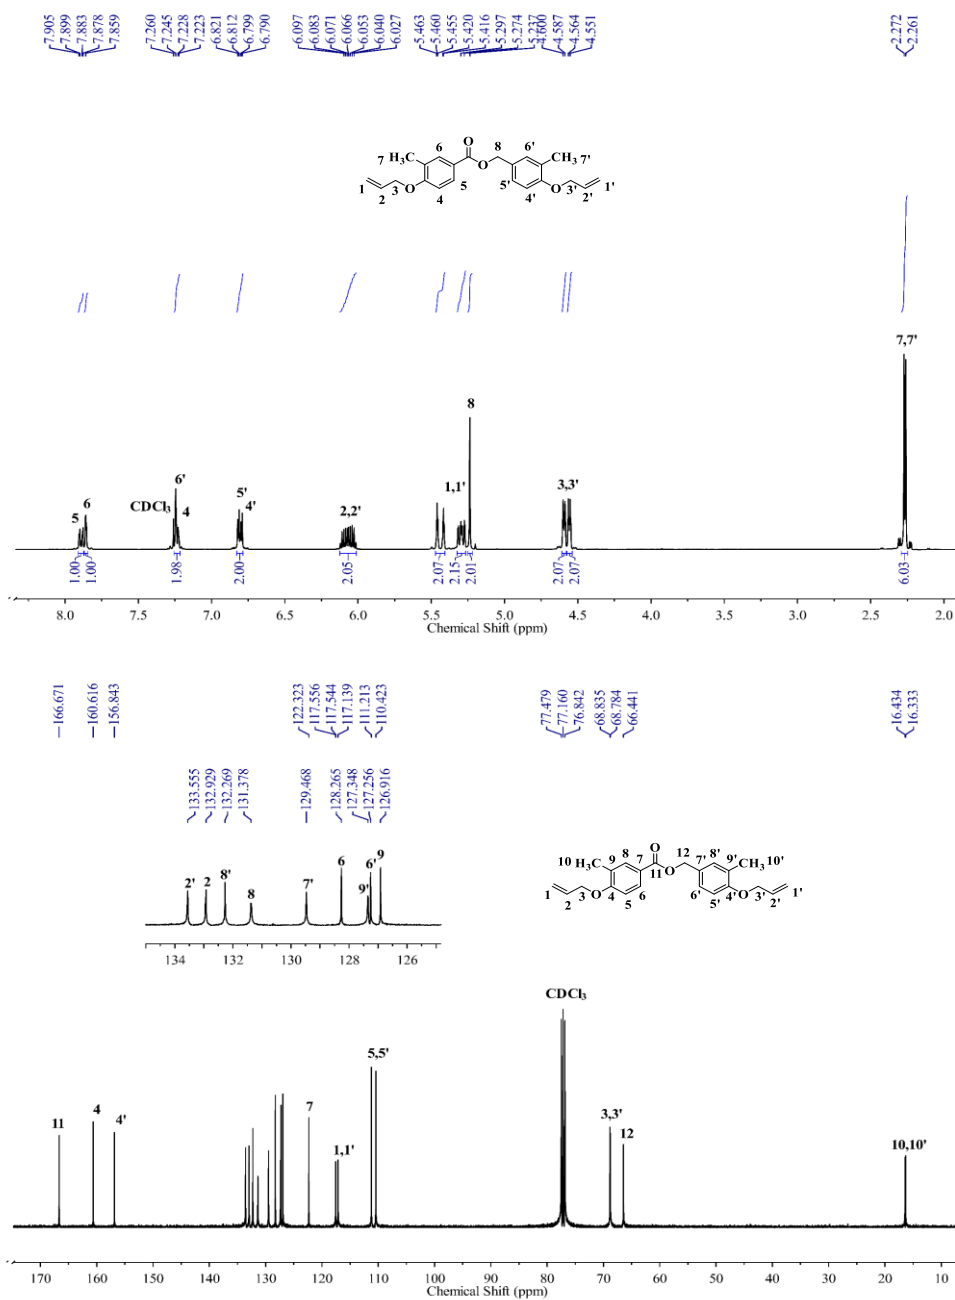 7.905 7.899 7.883 7.878 7.859 7.260 7.245 7.228 7.223 6.821 6.812 6.799 6.790 6.097 6.083 6.071 6.066 6.053 6.040 6.027 5.463 5.460 5.455 5.420 5.416 5.297 5.274 5.237 4.600 4.587 4.564 4.551 2.272 2.261
O
7 H3C 6 8 6' CH3 7'
O
1 O 5 5' O 1'
2 3 4 4' 3' 2'
7,7'
8
6' 1,1' 3,3'
6 CDCl3 5'
5 4 4' 2,2'
1.00 1.00 1.98 2.00 2.05 2.07 2.15 2.01 2.07 2.07 6.03
8.0 7.5 7.0 6.5 6.0 5.5 5.0 4.5 4.0 3.5 3.0 2.5 2.0
Chemical Shift (ppm)
166.671 160.616 156.843 122.323 117.556 117.544 117.139 111.213 110.423 77.479 77.160 76.842 68.835 68.784 66.441 16.434 16.333
133.555 132.929 132.269 131.378 129.468 128.265 127.348 127.256 126.916
O
10 H3C 9 8 7 12 7' 8' 9' CH3 10'
11 O
1 O 4 6 6' 4' O 1'
2 3 5 5' 3' 2'
2' 2 8' 8 7' 6 9' 6' 9
134 132 130 128 126
CDCl3
5,5'
11 4 4' 7 1,1' 3,3' 12 10,10'
170 160 150 140 130 120 110 100 90 80 70 60 50 40 30 20 10
Chemical Shift (ppm)